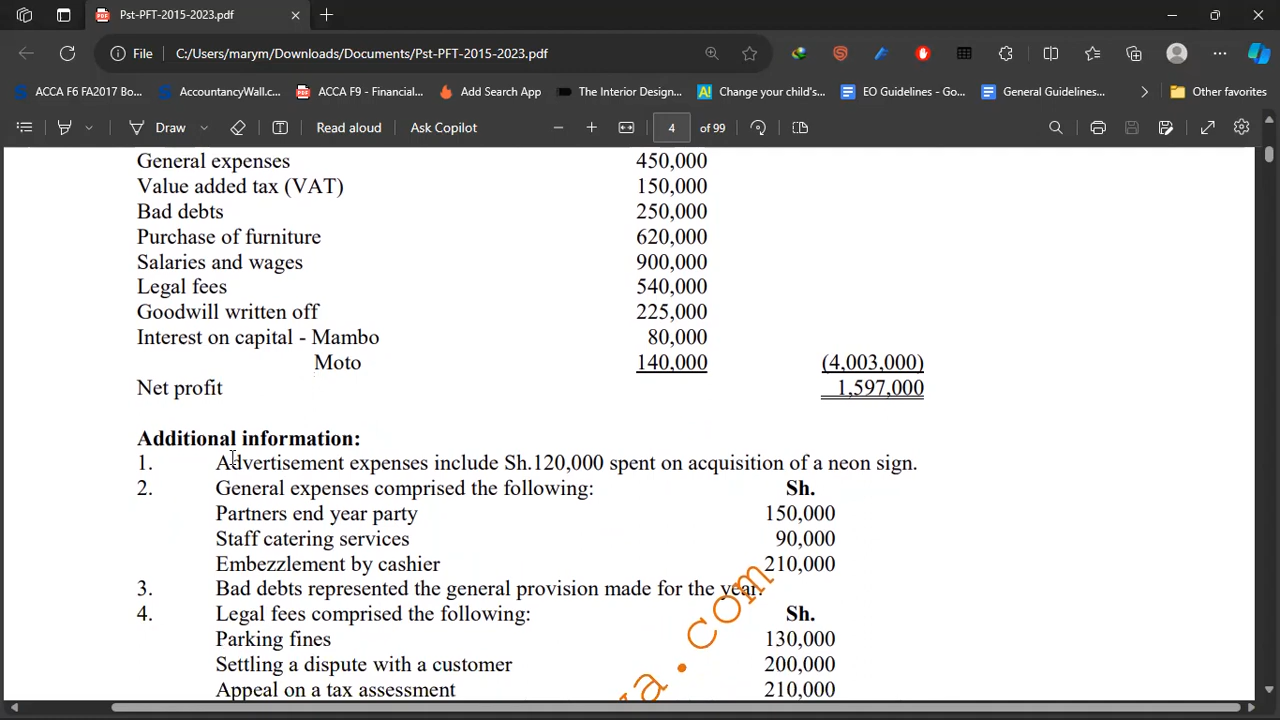 Pst-PFT-2015-2023.pdf
File C:/Users/marym/Downloads/Documents/Pst-PFT-2015-2023.pdf
ACCA F6 FA2017 Bo... AccountancyWall.c... ACCA F9 - Financial... Add Search App The Interior Design... Change your child's... EO Guidelines - Go... General Guidelines... Other favorites
Draw Read aloud Ask Copilot 4 of 99
General expenses 450,000
Value added tax (VAT) 150,000
Bad debts 250,000
Purchase of furniture 620,000
Salaries and wages 900,000
Legal fees 540,000
Goodwill written off 225,000
Interest on capital - Mambo 80,000
Moto 140,000 (4,003,000)
Net profit 1,597,000
Additional information:
1. Advertisement expenses include Sh.120,000 spent on acquisition of a neon sign.
2. General expenses comprised the following: Sh.
Partners end year party 150,000
Staff catering services 90,000
Embezzlement by cashier 210,000
3. Bad debts represented the general provision made for the year.
4. Legal fees comprised the following: Sh.
Parking fines 130,000
Settling a dispute with a customer 200,000
Appeal on a tax assessment 210,000
.com